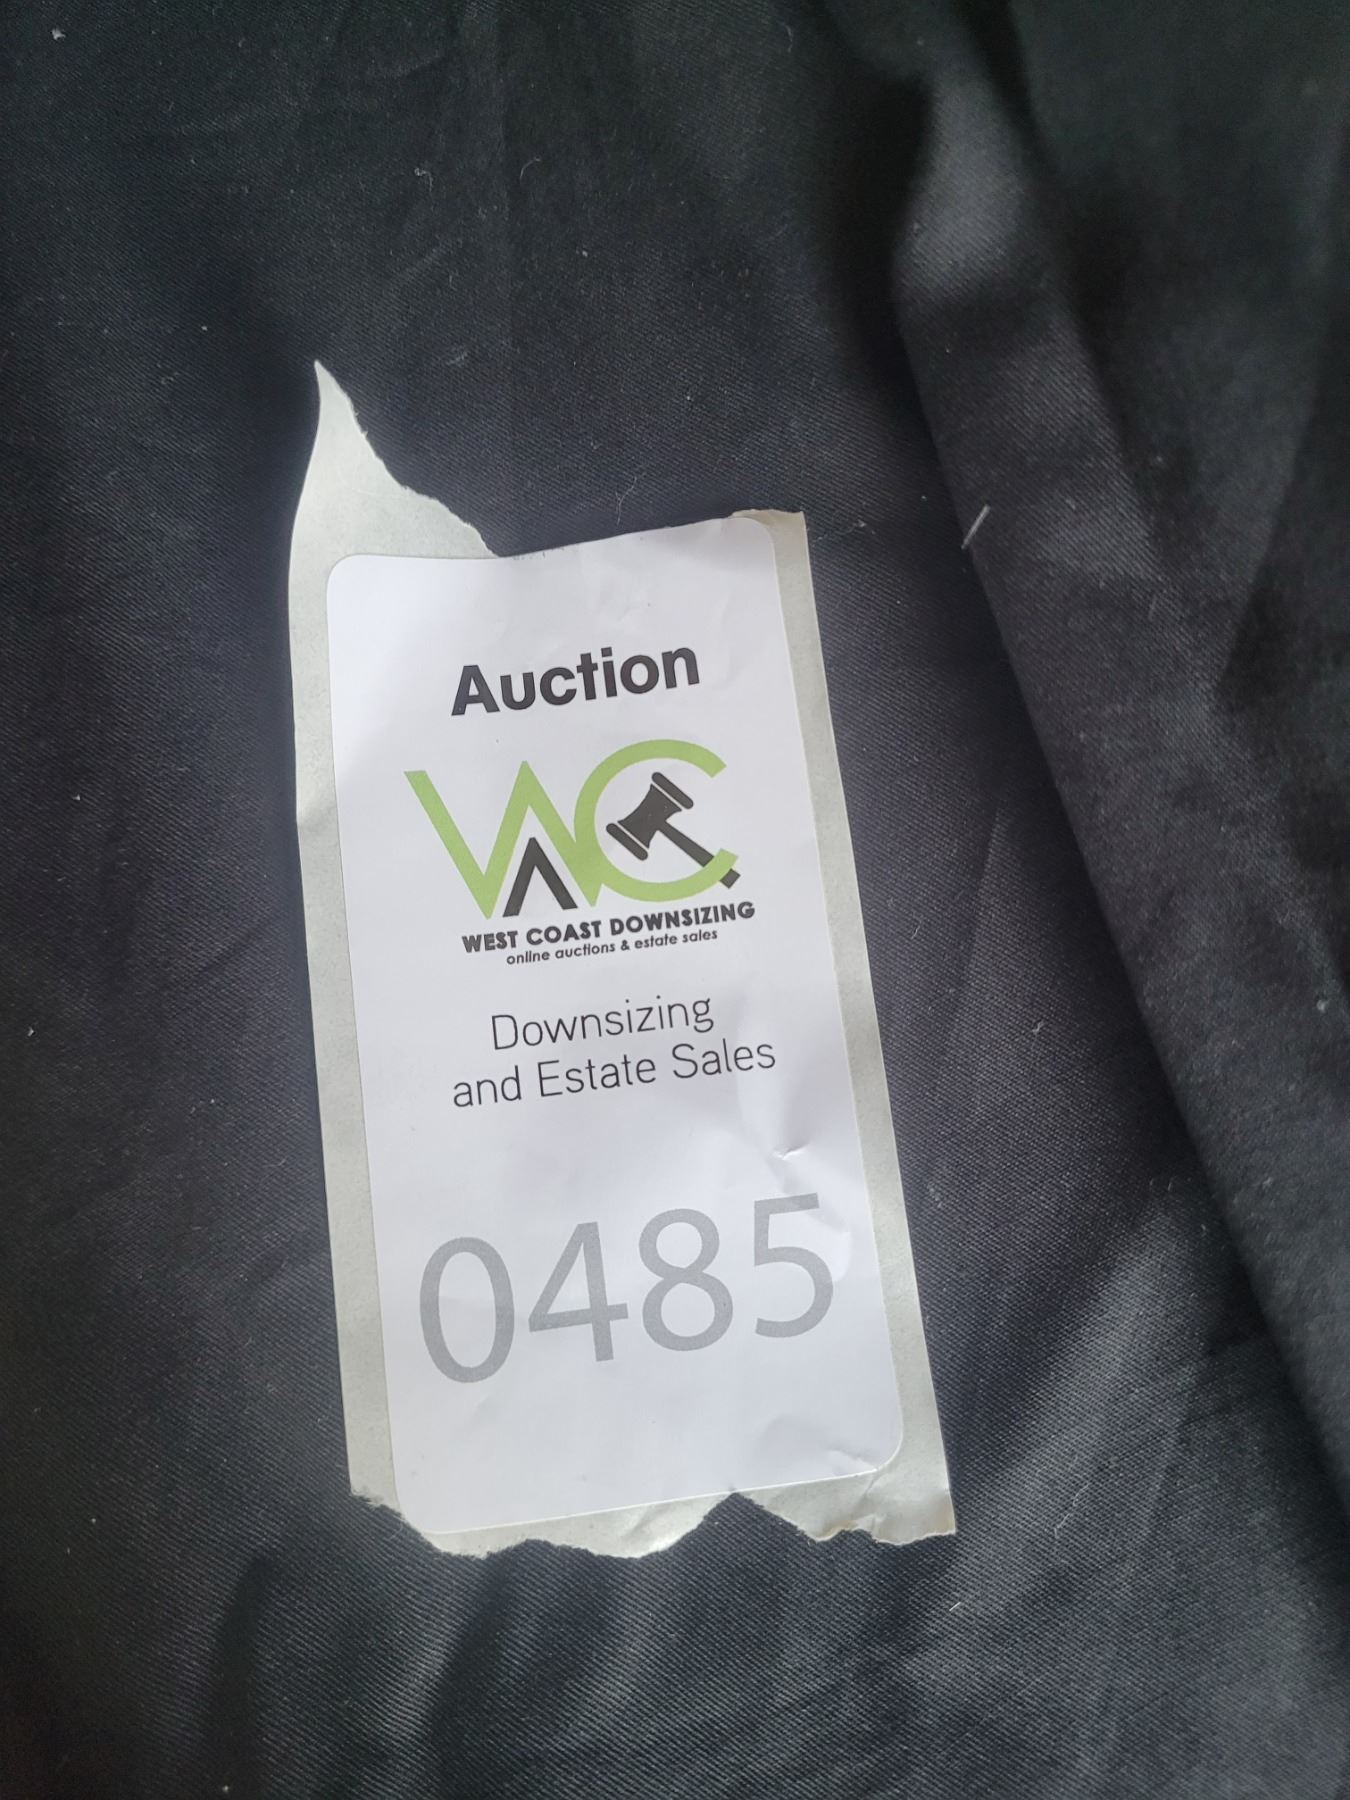 Auction
WC
WEST COAST DOWNSIZING
online auctions & estate sales
Downsizing
and Estate Sales
0485